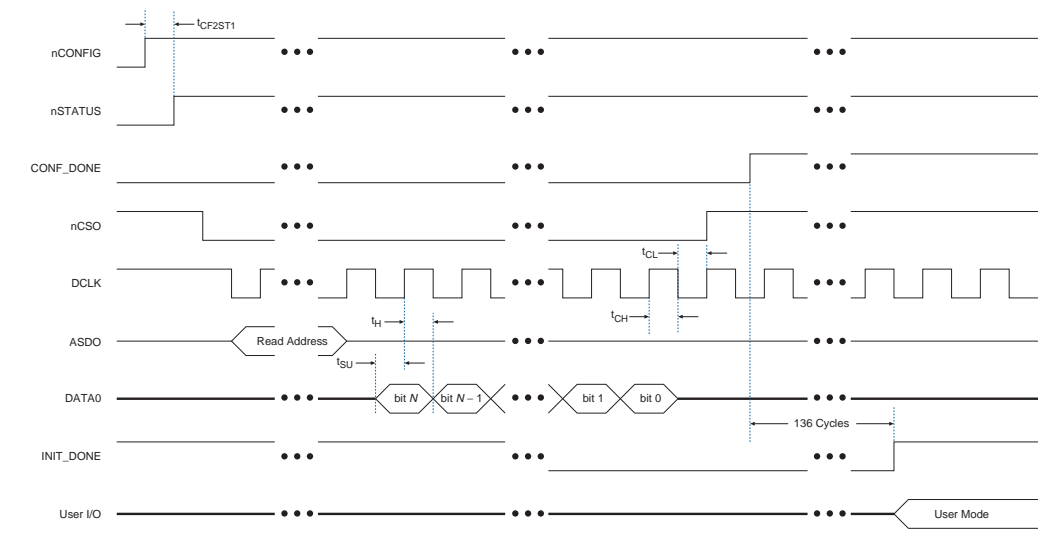 tCF2ST1
nCONFIG
nSTATUS
CONF_DONE
nCSO
tCL
DCLK
tCH
tH
ASDO
Read Address
tSU
DATA0
bit N
bit N – 1
bit 1
bit 0
136 Cycles
INIT_DONE
User I/O
User Mode